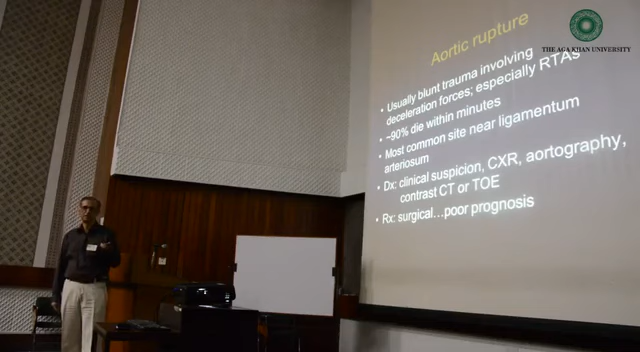 THE AGA KHAN UNIVERSITY
Aortic rupture
• Usually blunt trauma involving
deceleration forces; especially RTAs
• ~90% die within minutes
• Most common site near ligamentum
arteriosum
• Dx: clinical suspicion, CXR, aortography,
contrast CT or TOE
• Rx: surgical…poor prognosis